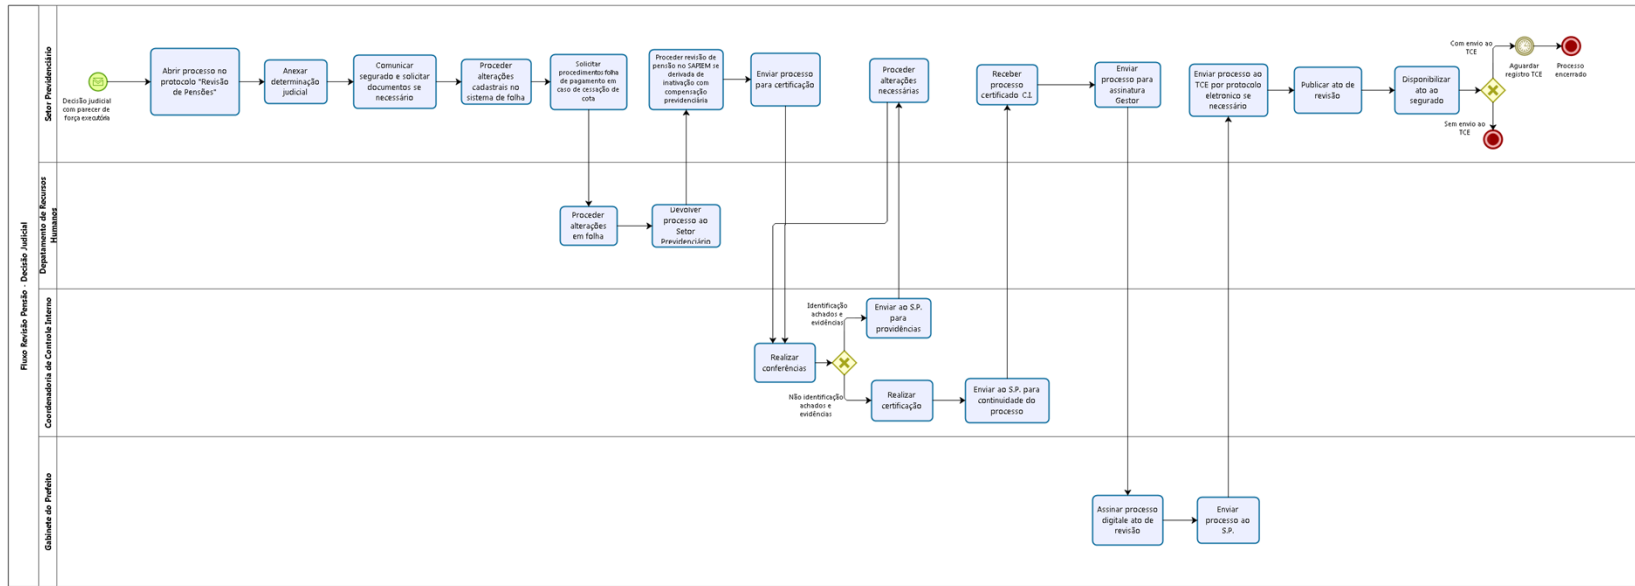 Fluxo Revisão Pensão - Decisão Judicial
Setor Previdenciário
Decisão judicial
com parecer de
força executória
Abrir processo no
protocolo "Revisão
de Pensões"
Anexar
determinação
judicial
Comunicar
segurado e solicitar
documentos se
necessário
Proceder
alterações
cadastrais no
sistema de folha
Solicitar
procedimentos folha
de pagamento em
caso de cessação de
cota
Proceder revisão de
pensão no SAPIEM se
derivada de
inativação com
compensação
previdenciária
Enviar processo
para certificação
Proceder
alterações
necessárias
Receber
processo
certificado C.I.
Enviar
processo para
assinatura
Gestor
Enviar processo ao
TCE por protocolo
eletronico se
necessário
Publicar ato de
revisão
Disponibilizar
ato ao
segurado
Com envio ao
TCE
Aguardar
registro TCE
Processo
encerrado
Sem envio ao
TCE
Depatamento de Recursos
Humanos
Proceder
alterações
em folha
Devolver
processo ao
Setor
Previdenciário
Coordenadoria de Controle Interno
Realizar
conferências
Identificação
achados e
evidências
Enviar ao S.P.
para
providências
Não identificação
achados e
evidências
Realizar
certificação
Enviar ao S.P. para
continuidade do
processo
Gabinete do Prefeito
Assinar processo
digitale ato de
revisão
Enviar
processo ao
S.P.